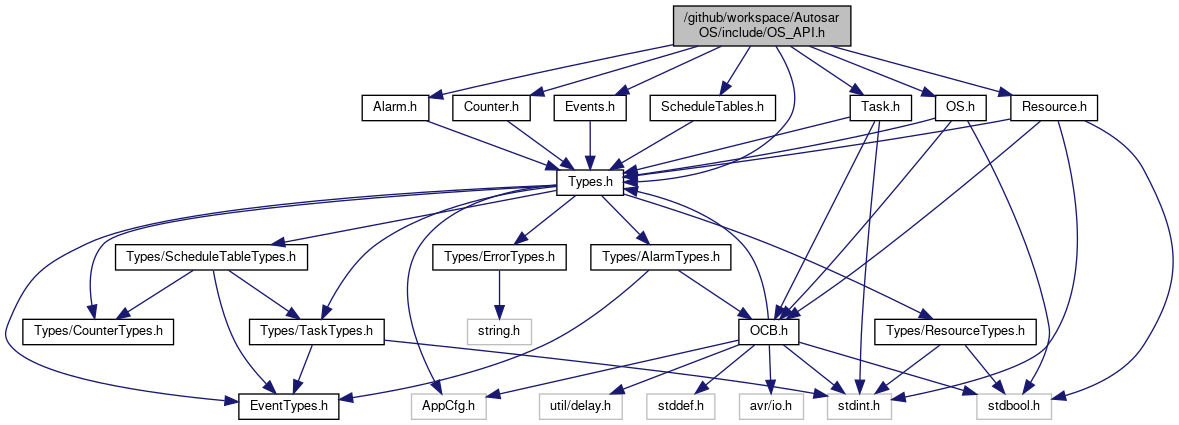 /github/workspace/Autosar
OS/include/OS_API.h
Alarm.h
Counter.h
Events.h
ScheduleTables.h
Task.h
OS.h
Resource.h
Types.h
Types/ScheduleTableTypes.h
Types/ErrorTypes.h
Types/AlarmTypes.h
Types/CounterTypes.h
Types/TaskTypes.h
string.h
OCB.h
Types/ResourceTypes.h
EventTypes.h
AppCfg.h
util/delay.h
stddef.h
avr/io.h
stdint.h
stdbool.h